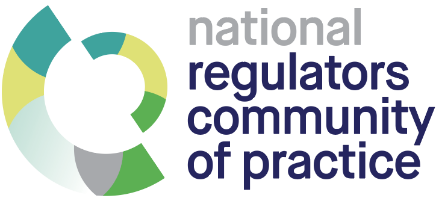 national
regulators
community
of practice